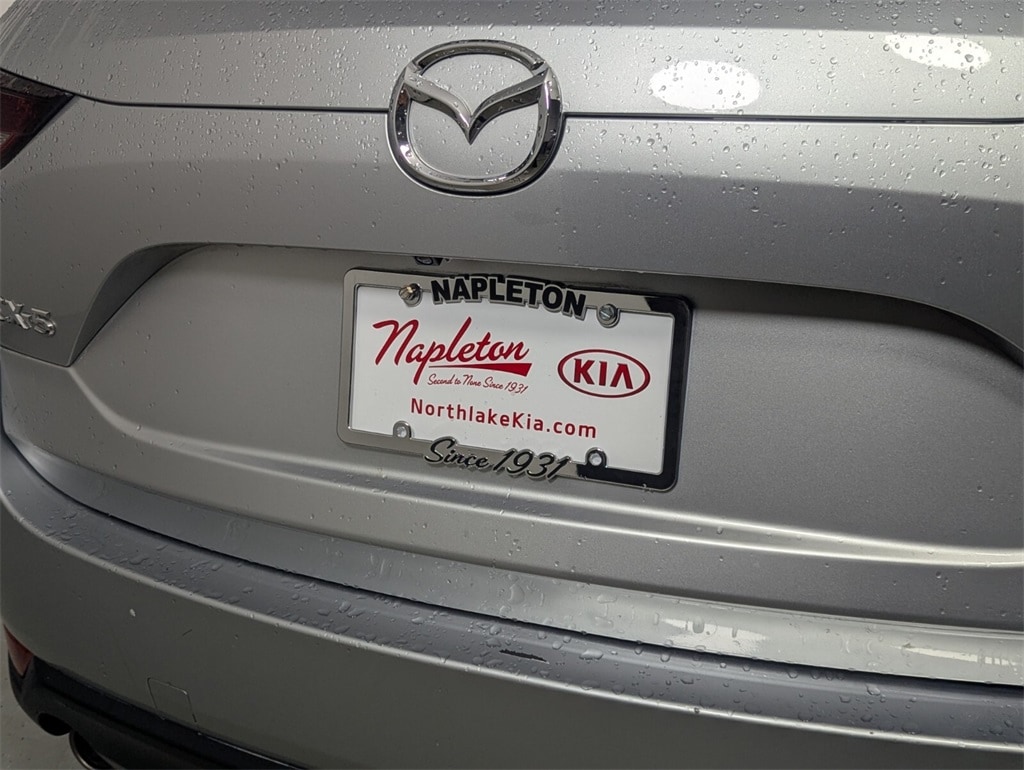 CX-5
NAPLETON
Napleton
Second to None Since 1931
KIA
NorthlakeKia.com
Since 1931